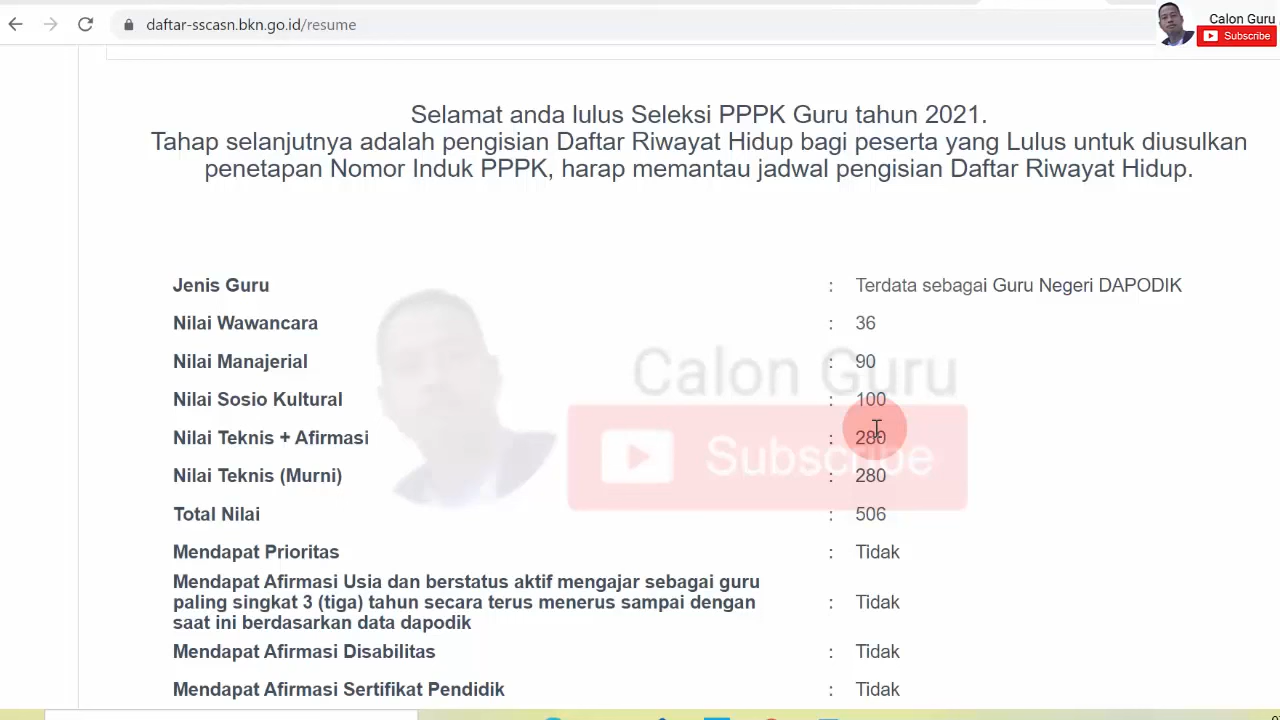 daftar-sscasn.bkn.go.id/resume
Calon Guru
Subscribe
Selamat anda lulus Seleksi PPPK Guru tahun 2021.
Tahap selanjutnya adalah pengisian Daftar Riwayat Hidup bagi peserta yang Lulus untuk diusulkan
penetapan Nomor Induk PPPK, harap memantau jadwal pengisian Daftar Riwayat Hidup.
Jenis Guru : Terdata sebagai Guru Negeri DAPODIK
Nilai Wawancara : 36
Nilai Manajerial : 90
Calon Guru
Nilai Sosio Kultural : 100
Nilai Teknis + Afirmasi : 280
Subscribe
Nilai Teknis (Murni) : 280
Total Nilai : 506
Mendapat Prioritas : Tidak
Mendapat Afirmasi Usia dan berstatus aktif mengajar sebagai guru
paling singkat 3 (tiga) tahun secara terus menerus sampai dengan : Tidak
saat ini berdasarkan data dapodik
Mendapat Afirmasi Disabilitas : Tidak
Mendapat Afirmasi Sertifikat Pendidik : Tidak